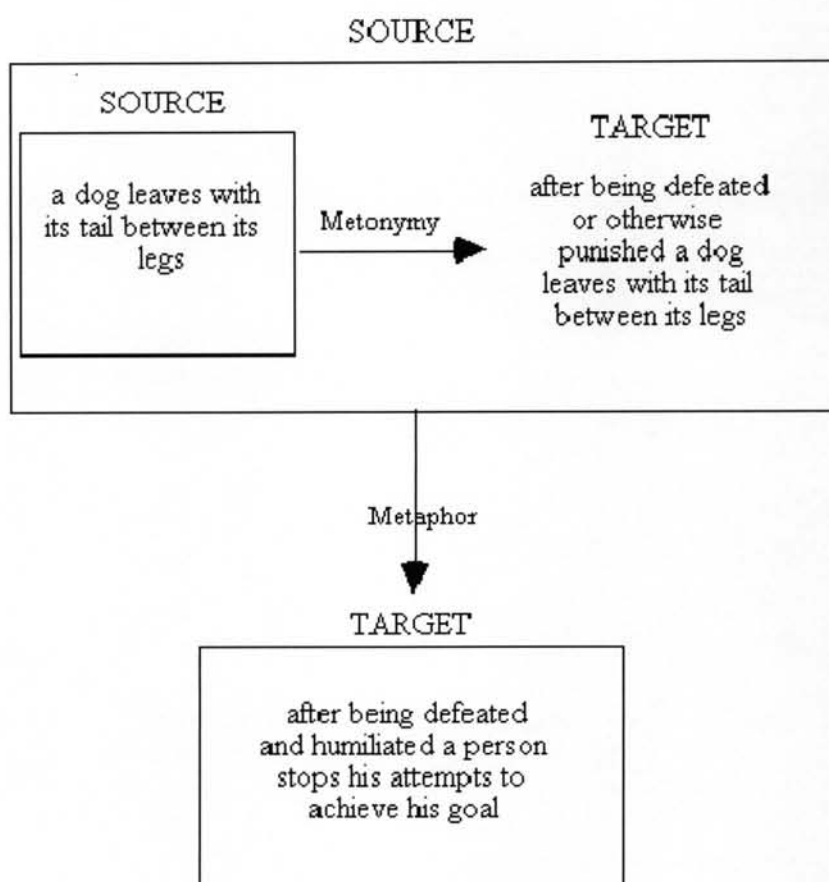 SOURCE
SOURCE
a dog leaves with
its tail between its
legs
Metonymy
TARGET
after being defeated
or otherwise
punished a dog
leaves with its tail
between its legs
Metaphor
TARGET
after being defeated
and humiliated a person
stops his attempts to
achieve his goal